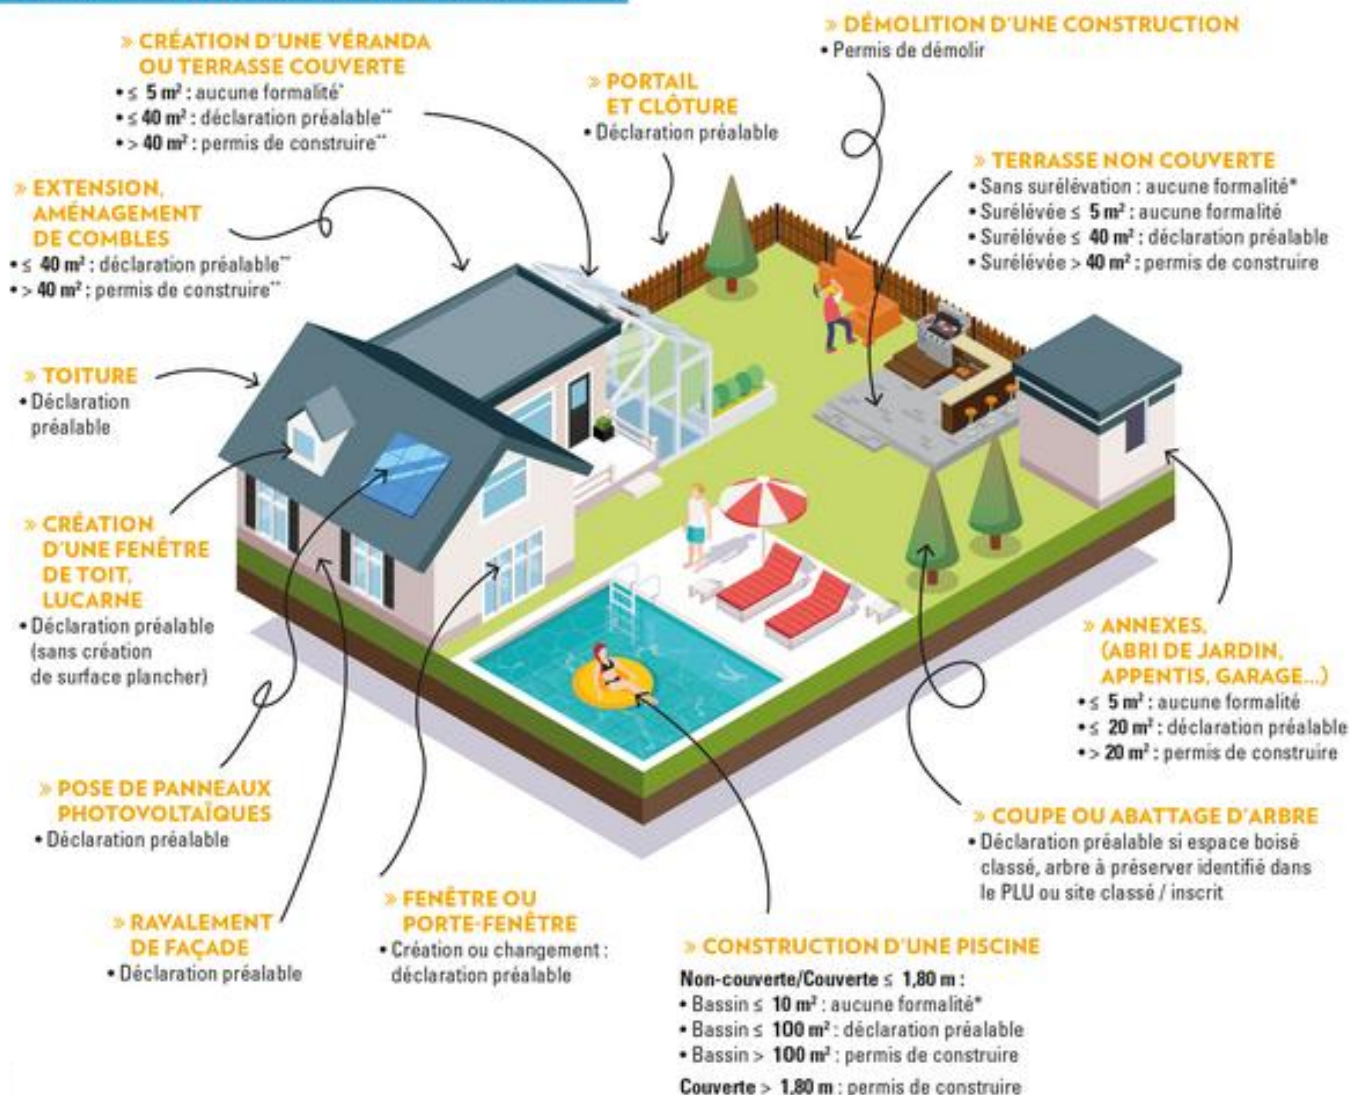 » CRÉATION D'UNE VÉRANDA
OU TERRASSE COUVERTE
• ≤ 5 m² : aucune formalité*
• ≤ 40 m² : déclaration préalable**
• > 40 m² : permis de construire**
» PORTAIL
ET CLÔTURE
• Déclaration préalable
» DÉMOLITION D'UNE CONSTRUCTION
• Permis de démolir
» TERRASSE NON COUVERTE
• Sans surélévation : aucune formalité*
• Surélévée ≤ 5 m² : aucune formalité
• Surélévée ≤ 40 m² : déclaration préalable
• Surélévée > 40 m² : permis de construire
» EXTENSION,
AMÉNAGEMENT
DE COMBLES
• ≤ 40 m² : déclaration préalable**
• > 40 m² : permis de construire**
» TOITURE
• Déclaration
préalable
» CRÉATION
D'UNE FENÊTRE
DE TOIT,
LUCARNE
• Déclaration préalable
(sans création
de surface plancher)
» POSE DE PANNEAUX
PHOTOVOLTAÏQUES
• Déclaration préalable
» RAVALEMENT
DE FAÇADE
• Déclaration préalable
» FENÊTRE OU
PORTE-FENÊTRE
• Création ou changement :
déclaration préalable
» CONSTRUCTION D'UNE PISCINE
Non-couverte/Couverte ≤ 1,80 m :
• Bassin ≤ 10 m² : aucune formalité*
• Bassin ≤ 100 m² : déclaration préalable
• Bassin > 100 m² : permis de construire
Couverte > 1,80 m : permis de construire
» ANNEXES,
(ABRI DE JARDIN,
APPENTIS, GARAGE...)
• ≤ 5 m² : aucune formalité
• ≤ 20 m² : déclaration préalable
• > 20 m² : permis de construire
» COUPE OU ABATTAGE D'ARBRE
• Déclaration préalable si espace boisé
classé, arbre à préserver identifié dans
le PLU ou site classé / inscrit